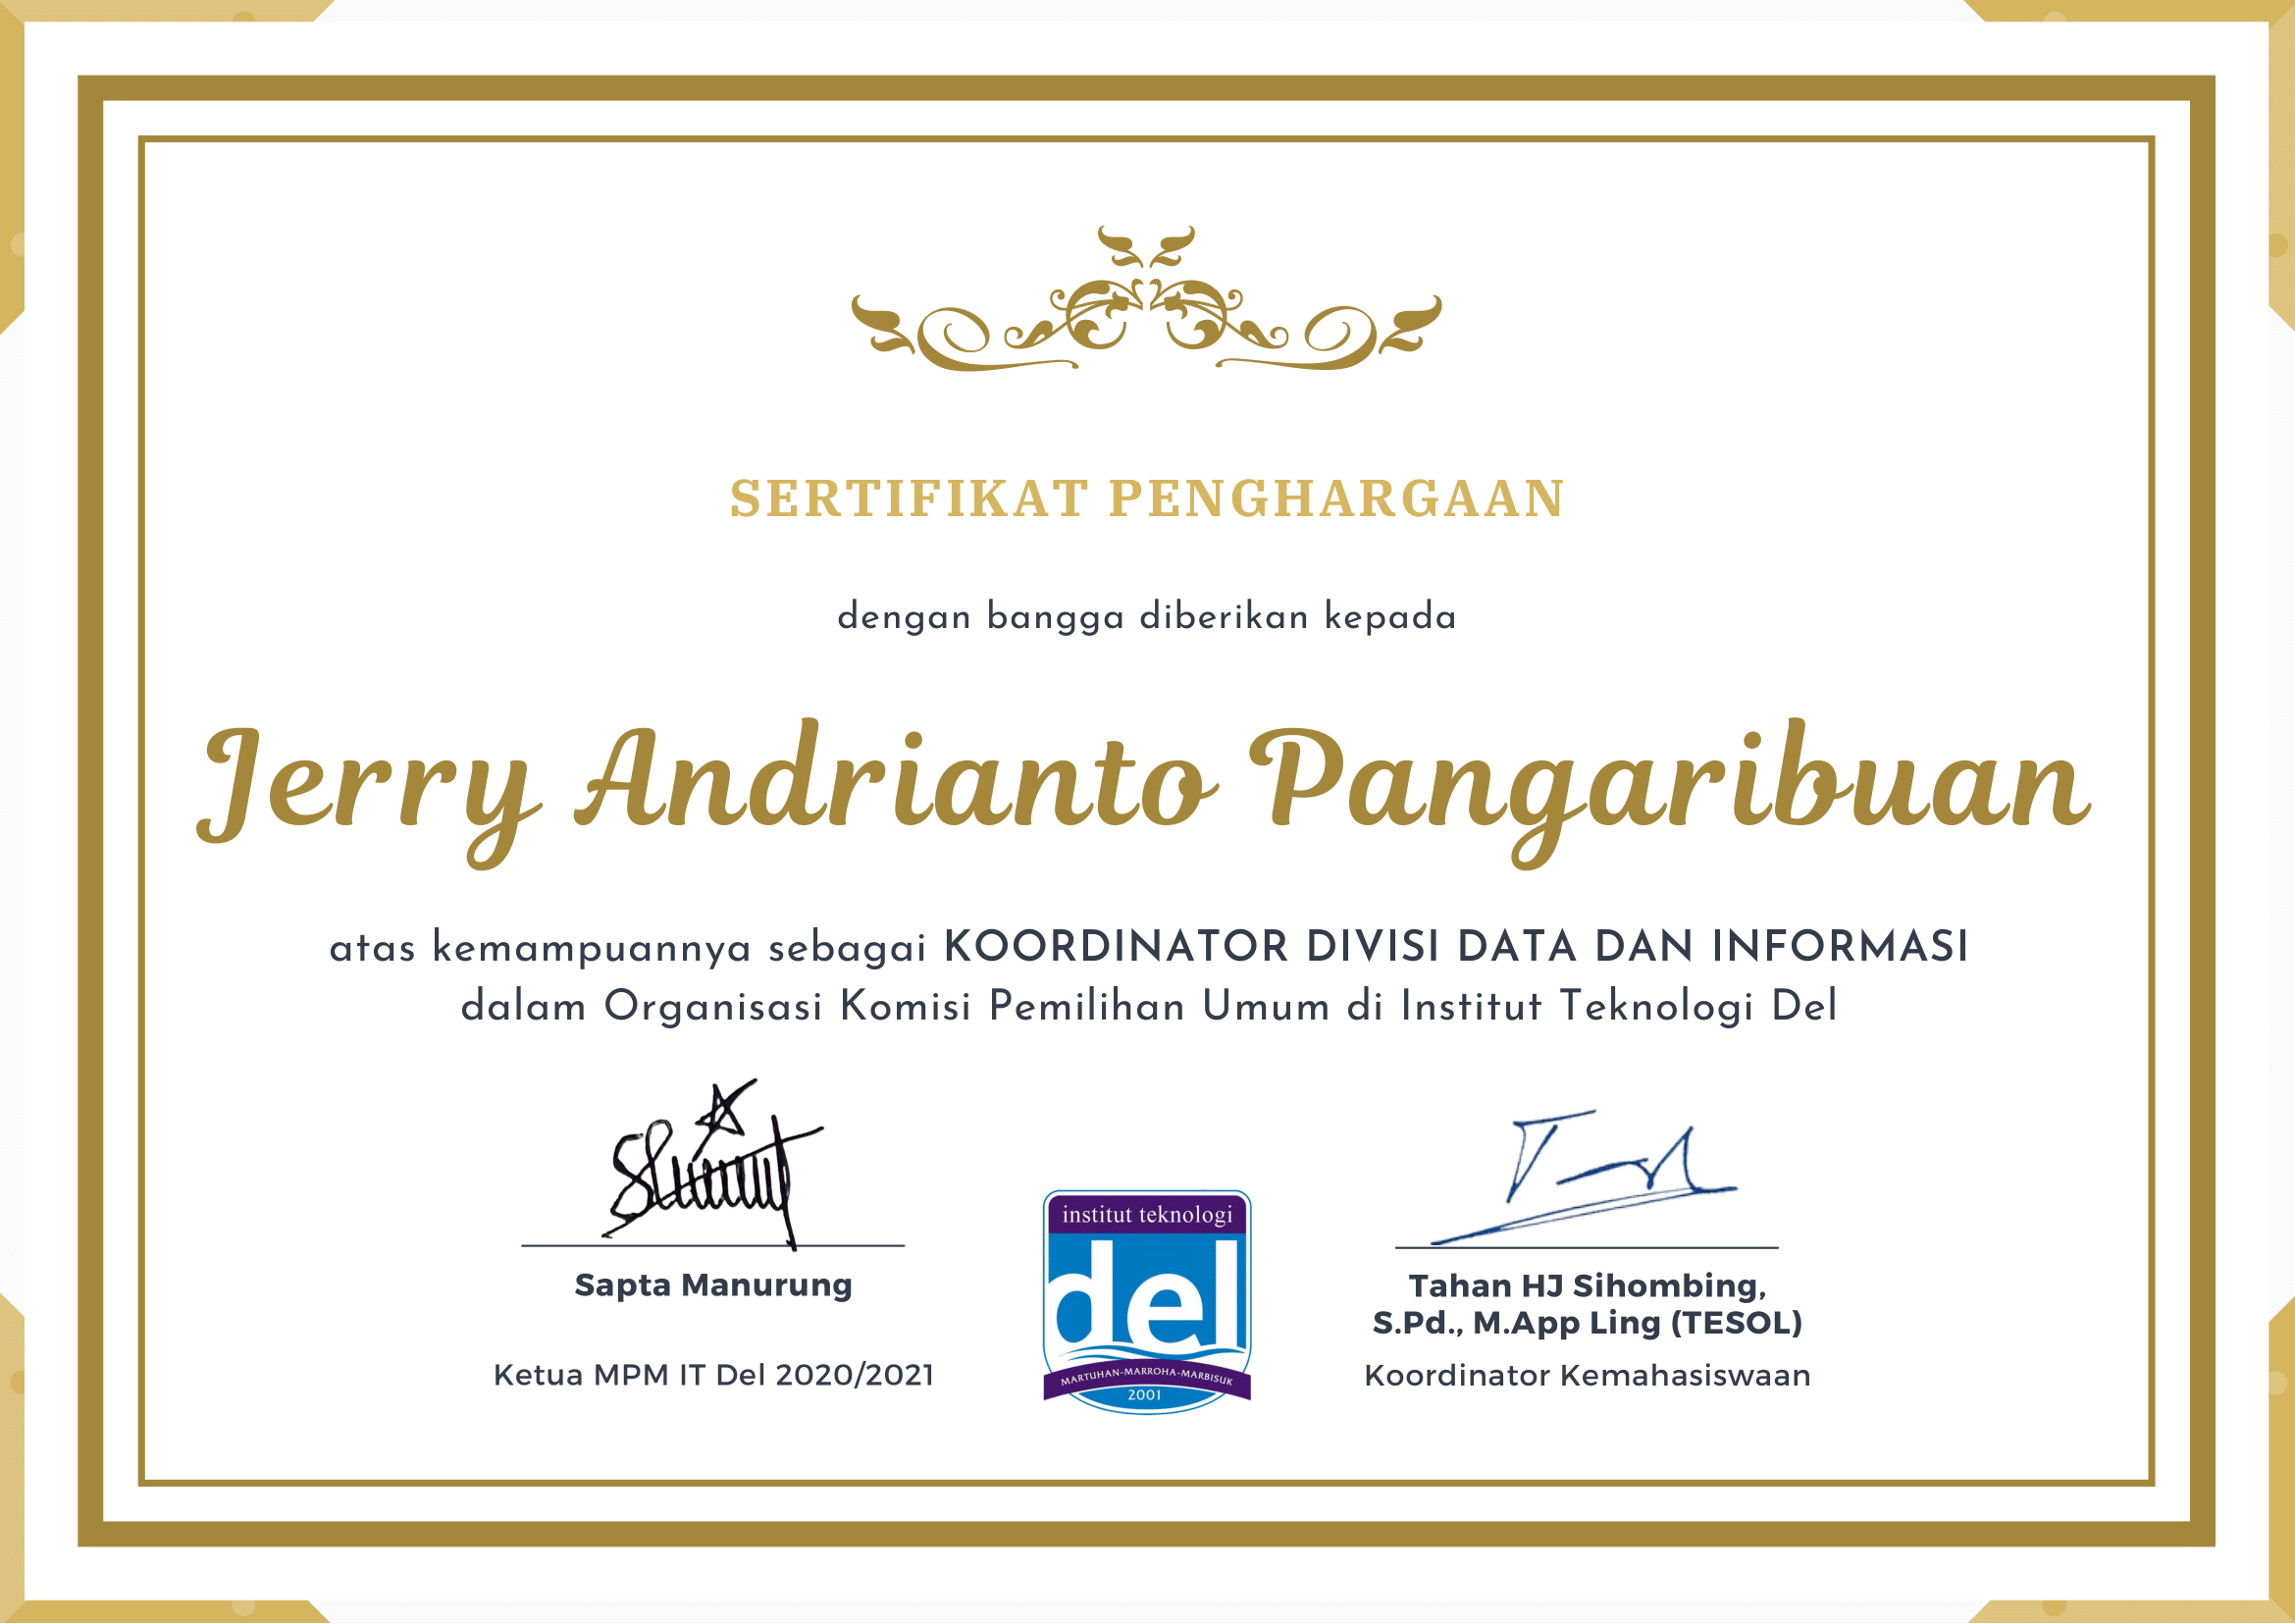 SERTIFIKAT PENGHARGAAN
dengan bangga diberikan kepada
Jerry Andrianto Pangaribuan
atas kemampuannya sebagai KOORDINATOR DIVISI DATA DAN INFORMASI
dalam Organisasi Komisi Pemilihan Umum di Institut Teknologi Del
Sapta Manurung
Ketua MPM IT Del 2020/2021
institut teknologi
del
MARTUHAN-MARROHA-MARBISUK
2001
Tahan HJ Sihombing,
S.Pd., M.App Ling (TESOL)
Koordinator Kemahasiswaan